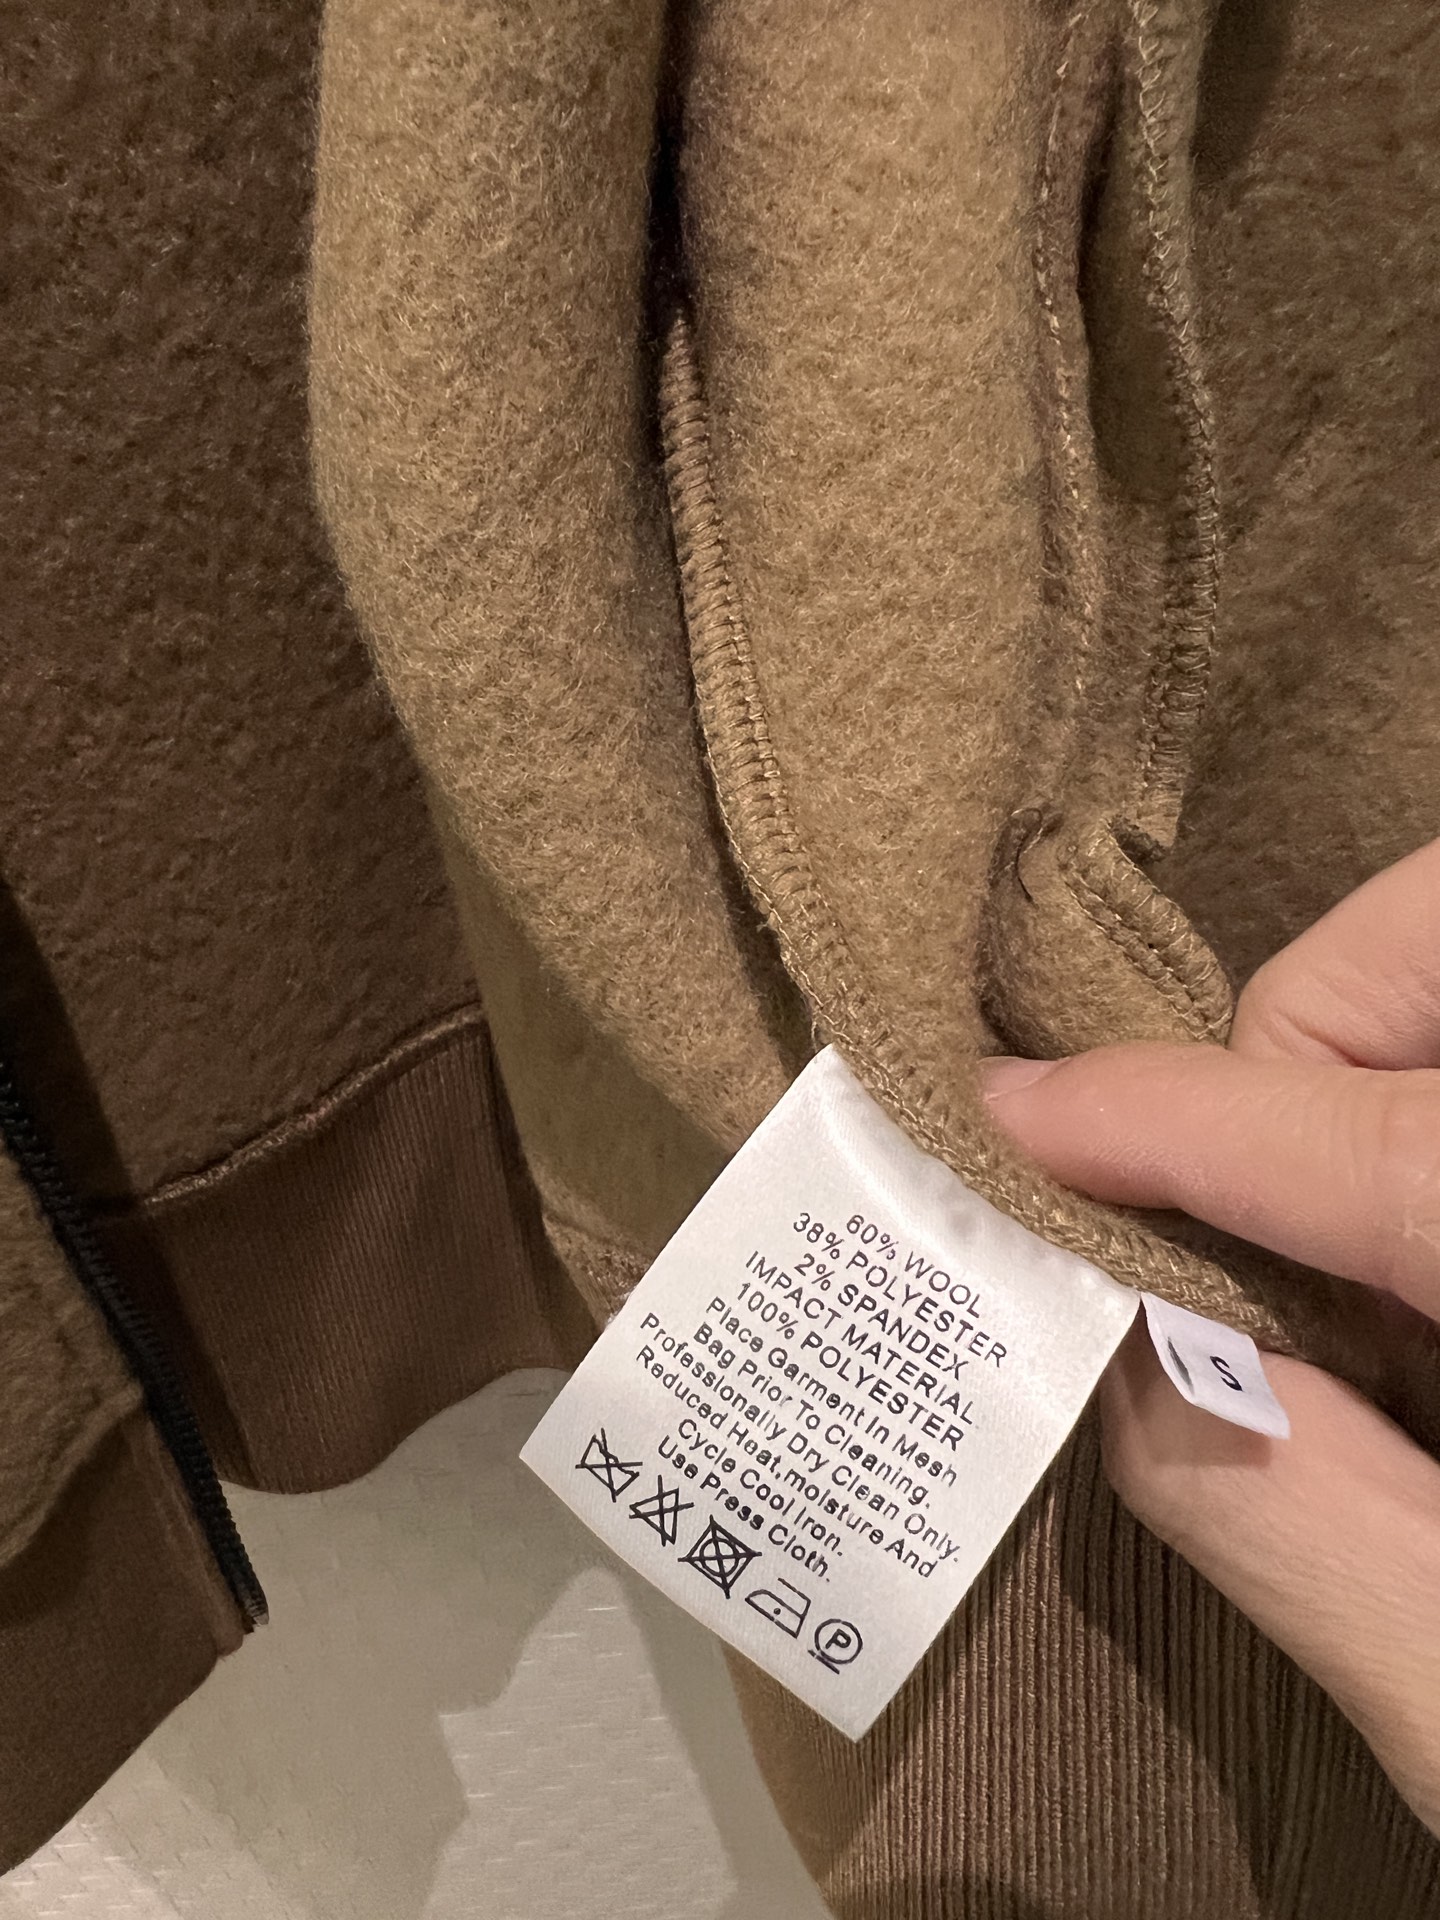 60% WOOL
38% POLYESTER
2% SPANDEX
IMPACT MATERIAL
100% POLYESTER
Place Garment In Mesh
Bag Prior To Cleaning.
Professionally Dry Clean Only.
Reduced Heat,moisture And
Cycle Cool Iron.
Use Press Cloth.
P
S